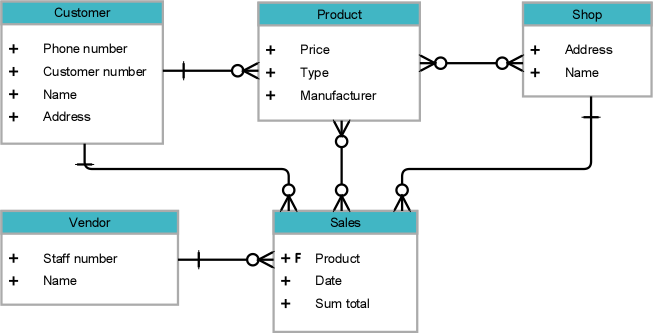 Customer
+ Phone number
+ Customer number
+ Name
+ Address
Product
+ Price
+ Type
+ Manufacturer
Shop
+ Address
+ Name
Vendor
+ Staff number
+ Name
Sales
+ F Product
+ Date
+ Sum total